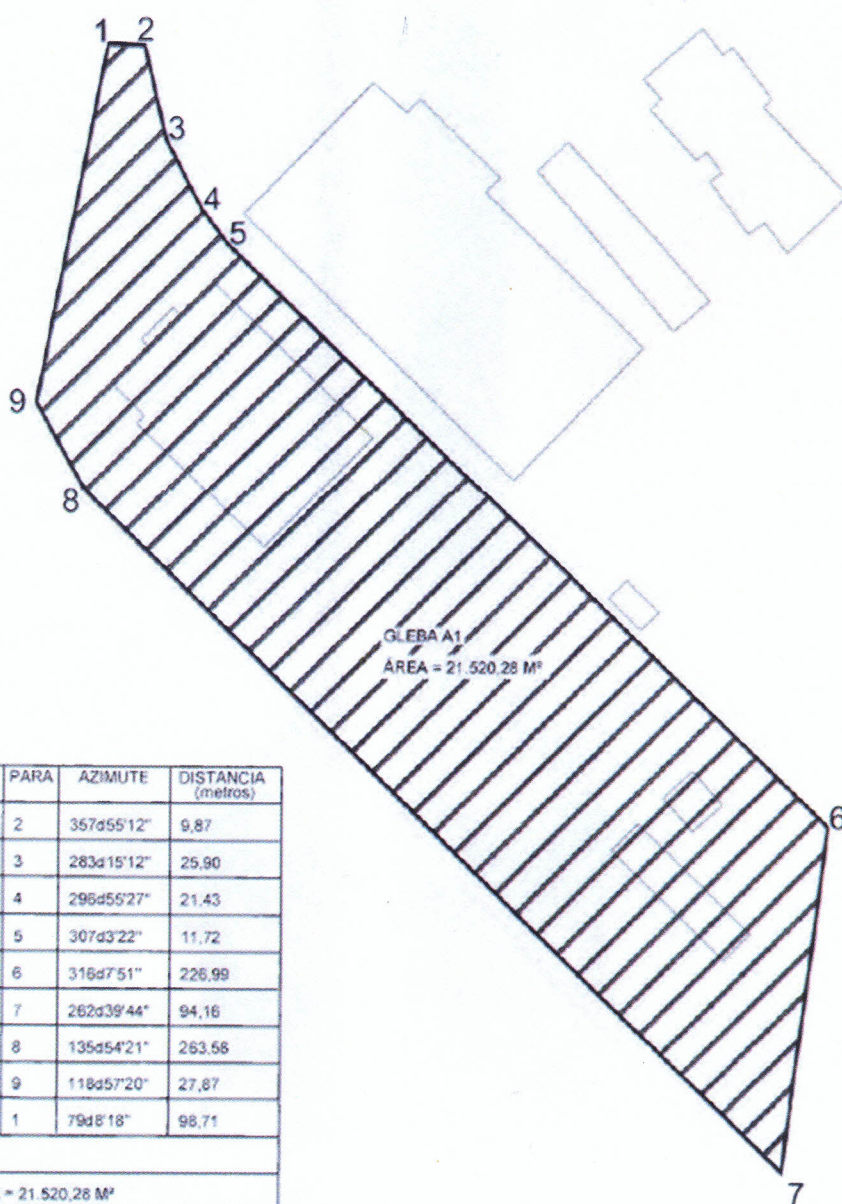 1 2
3
4
5
9
8
GLEBA A1
ÁREA = 21.520,28 M²
6
7
PARA AZIMUTE DISTANCIA
(metros)
2 357d55'12" 9,87
3 283d15'12" 25,90
4 296d55'27" 21,43
5 307d3'22" 11,72
6 316d7'51" 226,99
7 262d39'44" 94,16
8 135d54'21" 263,56
9 118d57'20" 27,87
1 79d8'18" 98,71
= 21.520,28 M²